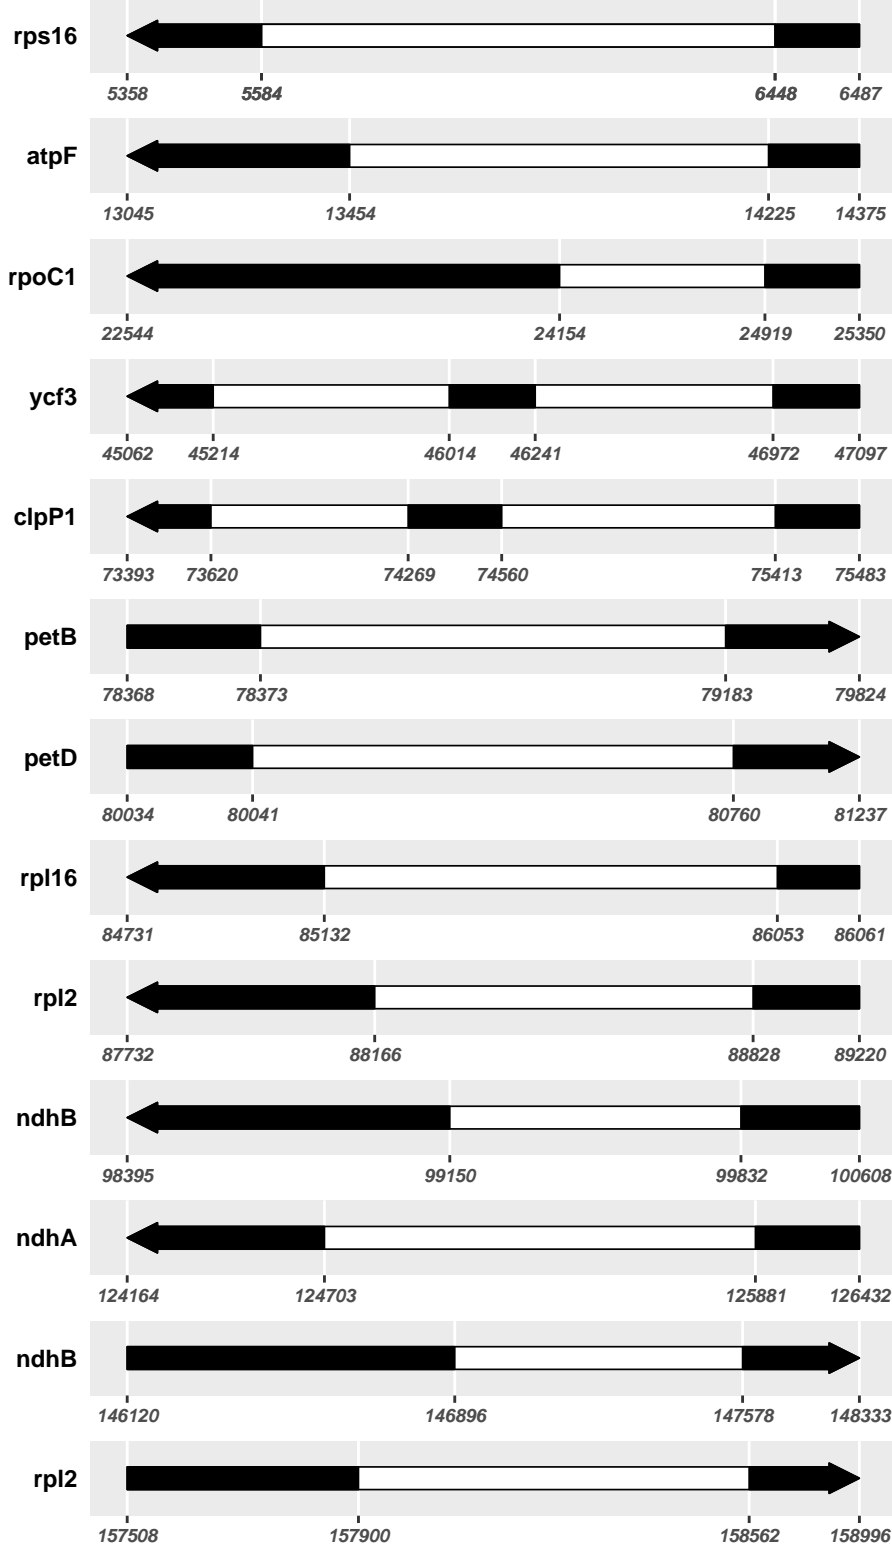 rps16
5358 5584 6448 6487
atpF
13045 13454 14225 14375
rpoC1
22544 24154 24919 25350
ycf3
45062 45214 46014 46241 46972 47097
clpP1
73393 73620 74269 74560 75413 75483
petB
78368 78373 79183 79824
petD
80034 80041 80760 81237
rpl16
84731 85132 86053 86061
rpl2
87732 88166 88828 89220
ndhB
98395 99150 99832 100608
ndhA
124164 124703 125881 126432
ndhB
146120 146896 147578 148333
rpl2
157508 157900 158562 158996